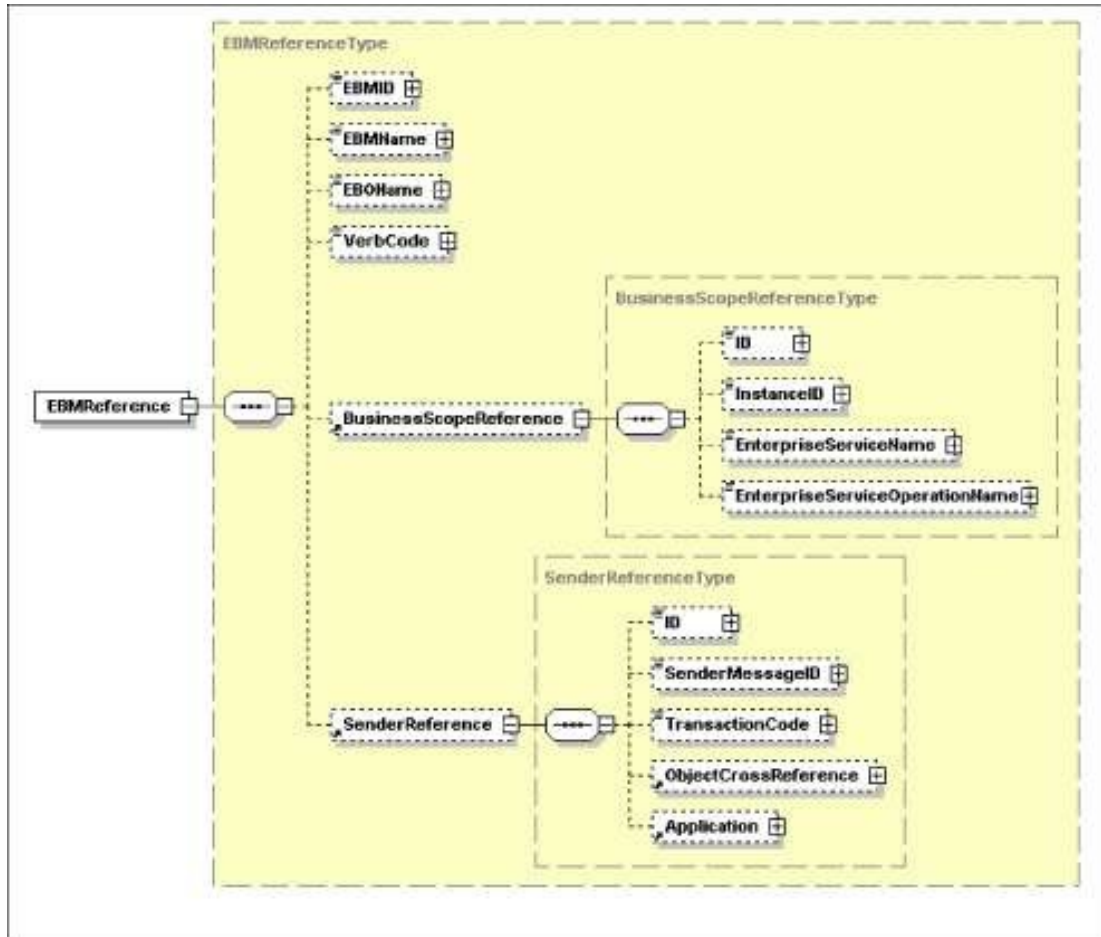 EBMReferenceType
EBMID
EBMName
EBOName
VerbCode
BusinessScopeReferenceType
ID
InstanceID
EnterpriseServiceName
EnterpriseServiceOperationName
EBMReference
BusinessScopeReference
SenderReferenceType
ID
SenderMessageID
TransactionCode
ObjectCrossReference
Application
SenderReference